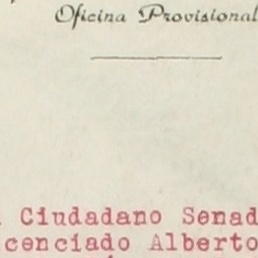 Oficina Provisional
Ciudadano Senad
cenciado Alberto